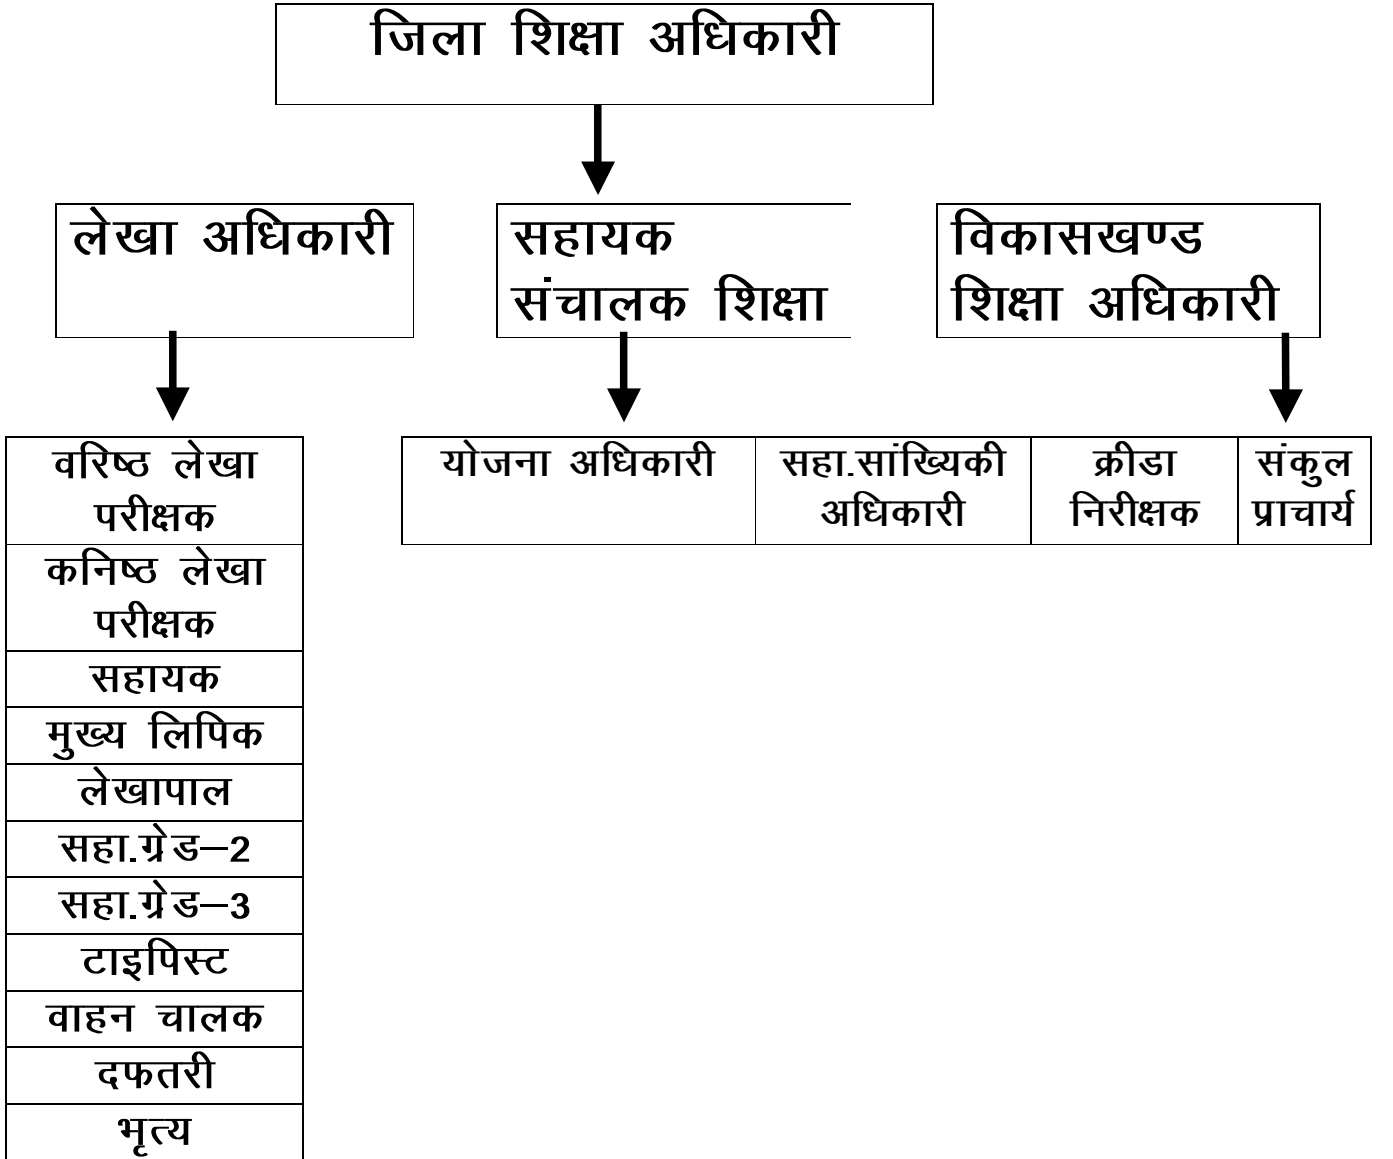 जिला शिक्षा अधिकारी
लेखा अधिकारी
सहायक
संचालक शिक्षा
विकासखण्ड
शिक्षा अधिकारी
वरिष्ठ लेखा
परीक्षक
कनिष्ठ लेखा
परीक्षक
सहायक
मुख्य लिपिक
लेखापाल
सहा.ग्रेड–2
सहा.ग्रेड–3
टाइपिस्ट
वाहन चालक
दफतरी
भृत्य
योजना अधिकारी
सहा.सांख्यिकी
अधिकारी
क्रीडा
निरीक्षक
संकुल
प्राचार्य